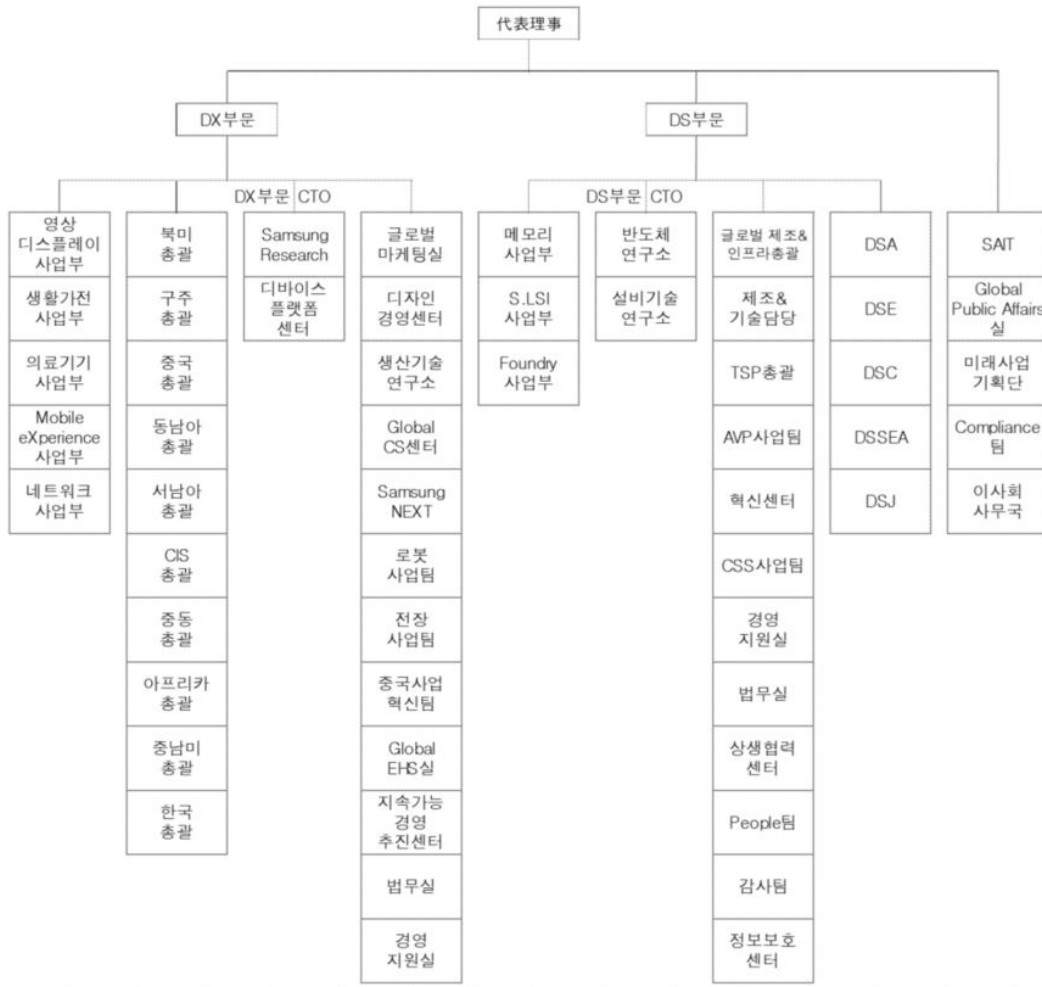 代表理事
DX부문
DS부문
DX부문 CTO
DS부문 CTO
영상
디스플레이
사업부
생활가전
사업부
의료기기
사업부
Mobile
eXperience
사업부
네트워크
사업부
북미
총괄
구주
총괄
중국
총괄
동남아
총괄
서남아
총괄
CIS
총괄
중동
총괄
아프리카
총괄
중남미
총괄
한국
총괄
Samsung
Research
디바이스
플랫폼
센터
글로벌
마케팅실
디자인
경영센터
생산기술
연구소
Global
CS센터
Samsung
NEXT
로봇
사업팀
전장
사업팀
중국사업
혁신팀
Global
EHS실
지속가능
경영
추진센터
법무실
경영
지원실
메모리
사업부
S.LSI
사업부
Foundry
사업부
반도체
연구소
설비기술
연구소
글로벌 제조&
인프라총괄
제조&
기술담당
TSP총괄
AVP사업팀
혁신센터
CSS사업팀
경영
지원실
법무실
상생협력
센터
People팀
감사팀
정보보호
센터
DSA
DSE
DSC
DSSEA
DSJ
SAIT
Global
Public Affairs
실
미래사업
기획단
Compliance
팀
이사회
사무국